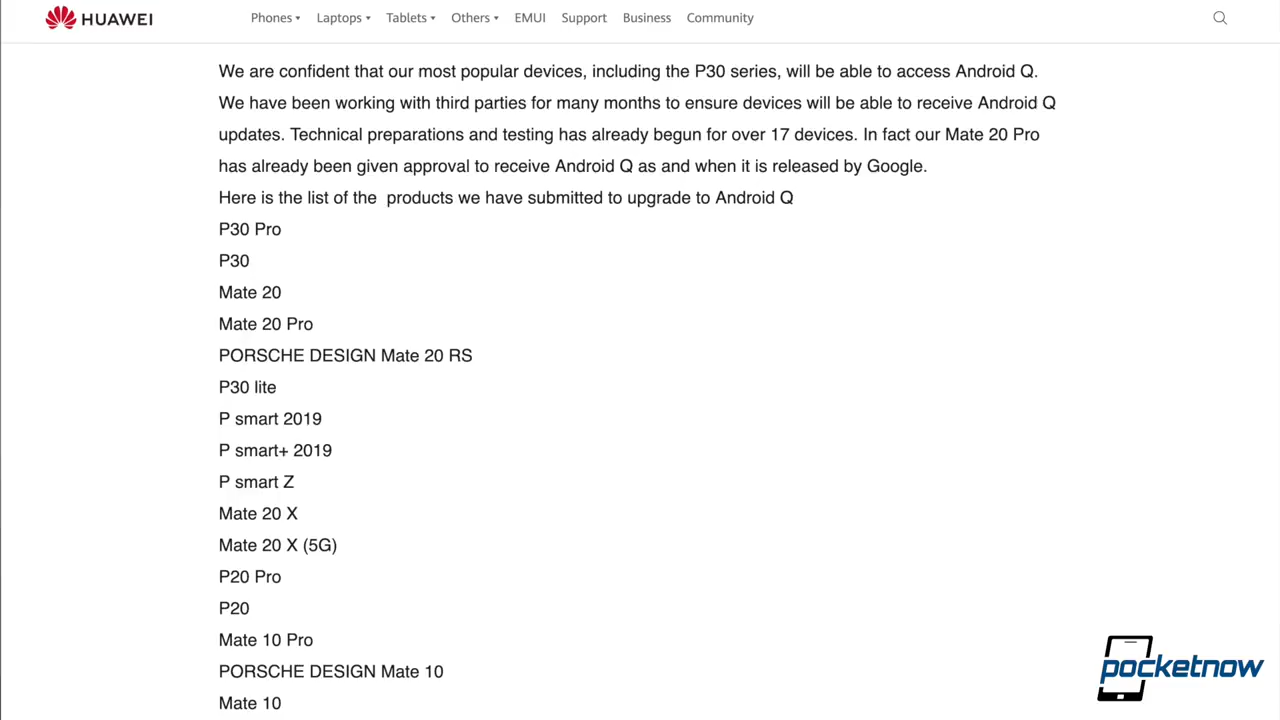 HUAWEI Phones Laptops Tablets Others EMUI Support Business Community
We are confident that our most popular devices, including the P30 series, will be able to access Android Q.
We have been working with third parties for many months to ensure devices will be able to receive Android Q
updates. Technical preparations and testing has already begun for over 17 devices. In fact our Mate 20 Pro
has already been given approval to receive Android Q as and when it is released by Google.
Here is the list of the  products we have submitted to upgrade to Android Q
P30 Pro
P30
Mate 20
Mate 20 Pro
PORSCHE DESIGN Mate 20 RS
P30 lite
P smart 2019
P smart+ 2019
P smart Z
Mate 20 X
Mate 20 X (5G)
P20 Pro
P20
Mate 10 Pro
PORSCHE DESIGN Mate 10
Mate 10
pocketnow